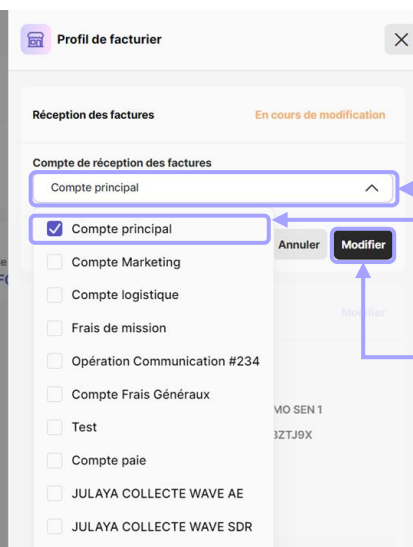 Profil de facturier
Réception des factures En cours de modification
Compte de réception des factures
Compte principal
Compte principal
Annuler Modifier
Compte Marketing
Compte logistique
Modifier
Frais de mission
Opération Communication #234
Compte Frais Généraux
MO SEN 1
Test
3ZTJ9X
Compte paie
JULAYA COLLECTE WAVE AE
JULAYA COLLECTE WAVE SDR